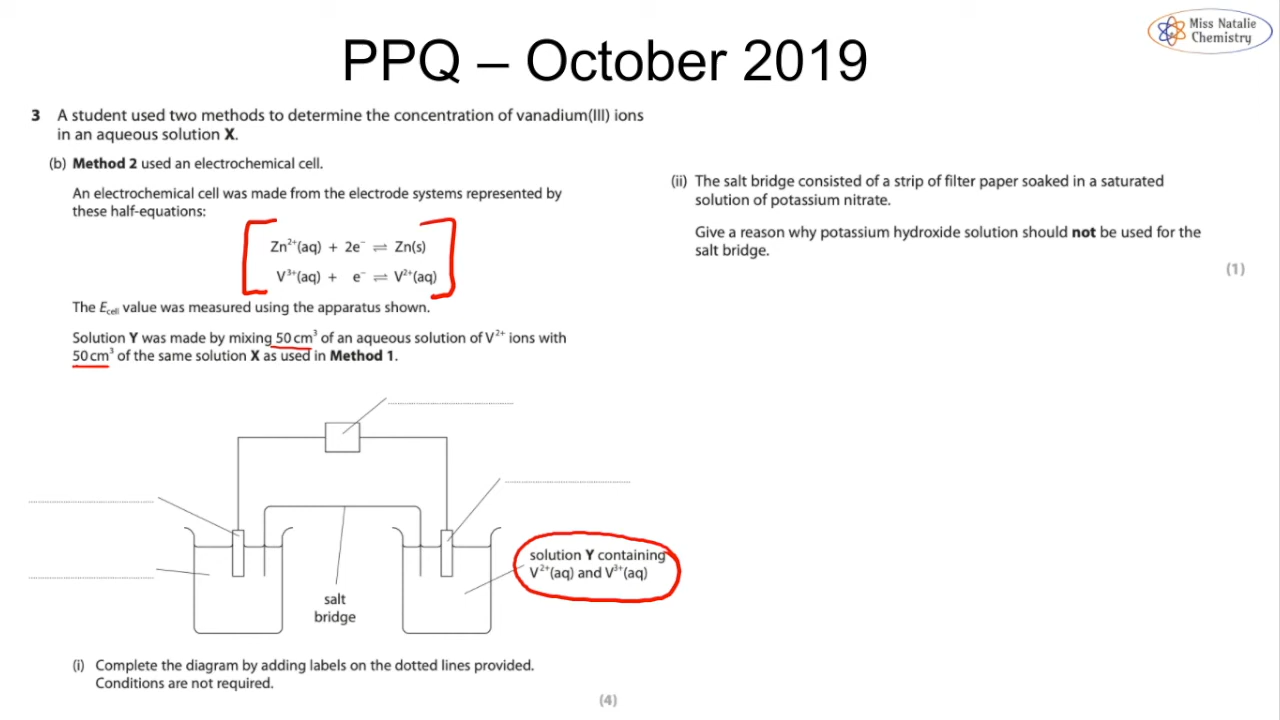 Miss Natalie
Chemistry
PPQ – October 2019
3 A student used two methods to determine the concentration of vanadium(III) ions
in an aqueous solution X.
(b) Method 2 used an electrochemical cell.
An electrochemical cell was made from the electrode systems represented by
these half-equations:
Zn²⁺(aq) + 2e⁻ ⇌ Zn(s)
V³⁺(aq) + e⁻ ⇌ V²⁺(aq)
The Ecell value was measured using the apparatus shown.
Solution Y was made by mixing 50 cm³ of an aqueous solution of V²⁺ ions with
50 cm³ of the same solution X as used in Method 1.
solution Y containing
V²⁺(aq) and V³⁺(aq)
salt
bridge
(i) Complete the diagram by adding labels on the dotted lines provided.
Conditions are not required.
(4)
(ii) The salt bridge consisted of a strip of filter paper soaked in a saturated
solution of potassium nitrate.
Give a reason why potassium hydroxide solution should not be used for the
salt bridge.
(1)